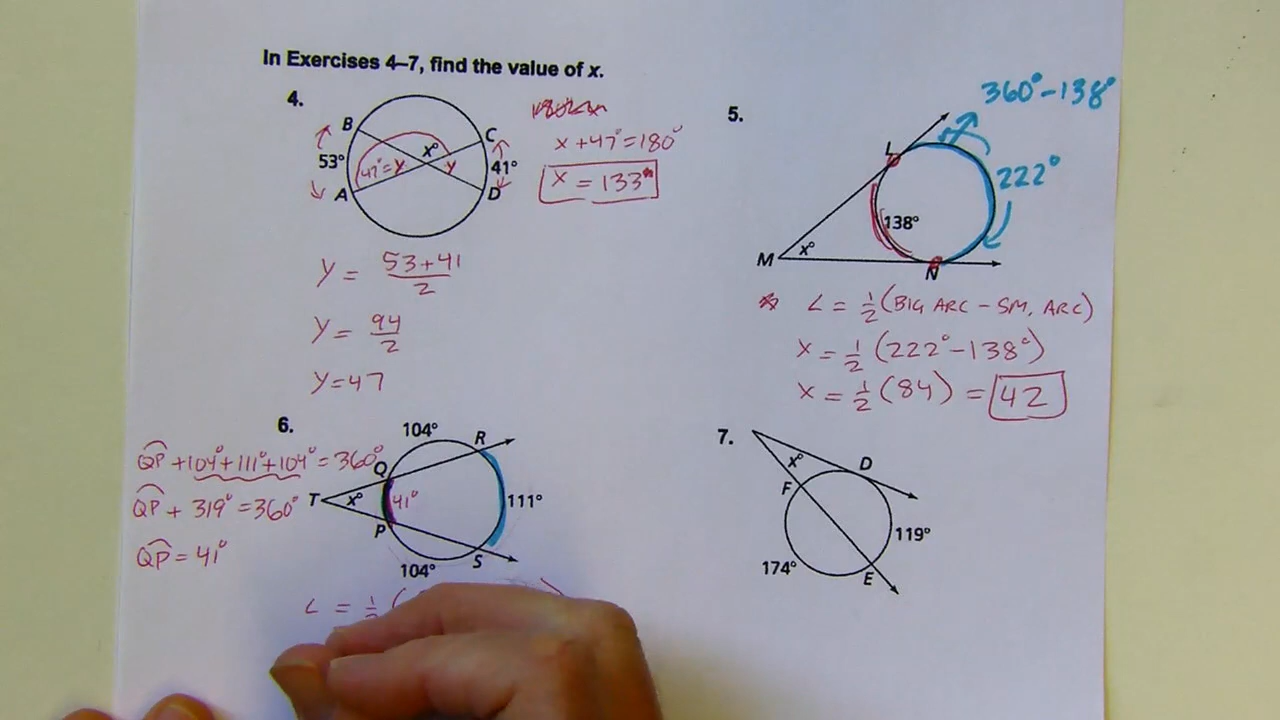 In Exercises 4–7, find the value of x.
4.
B
C
53°
A
D
41°
x°
47°=y
y
x+47°=180°
x = 133°
y = 53+41/2
y = 94/2
y=47
5.
360°-138°
L
222°
138°
M
x°
N
* ∠ = 1/2 (BIG ARC - SM, ARC)
x = 1/2 (222°-138°)
x = 1/2 (84) = 42
6.
104°
R
QP +104°+111°+104°=360°
Q
T
x°
41°
111°
QP + 319°=360°
P
QP = 41°
S
104°
∠ = 1/2 (
7.
x°
D
F
119°
174°
E